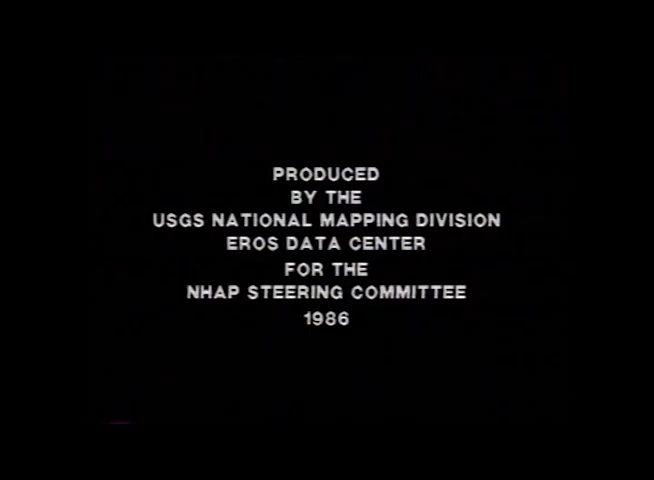 PRODUCED
BY THE
USGS NATIONAL MAPPING DIVISION
EROS DATA CENTER
FOR THE
NHAP STEERING COMMITTEE
1986